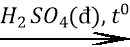 H₂SO₄(đ), t⁰